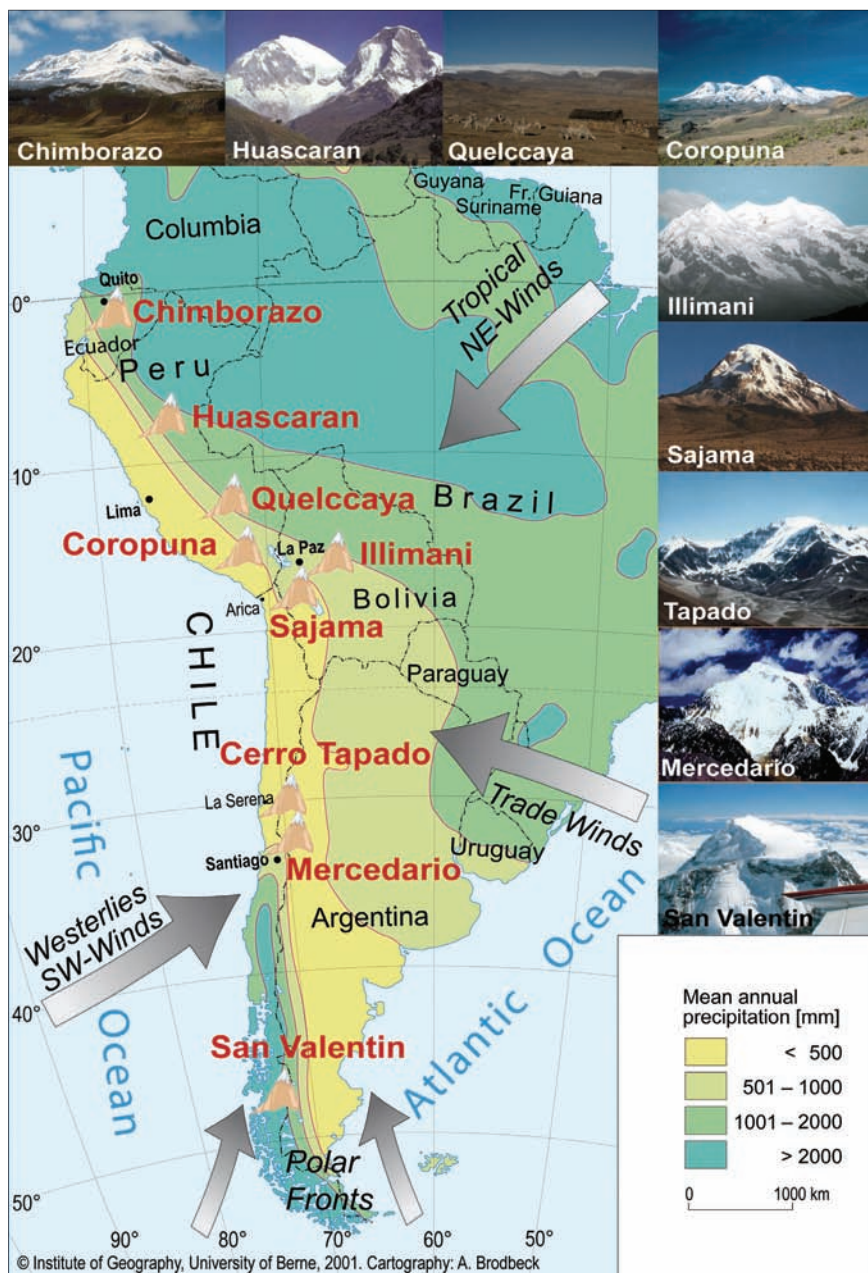 Chimborazo
Huascaran
Quelccaya
Coropuna
Illimani
Sajama
Tapado
Mercedario
San Valentin
Guyana
Suriname
Fr. Guiana
Columbia
Quito
Chimborazo
Ecuador
Peru
Tropical
NE-Winds
Huascaran
Brazil
Quelccaya
Lima
Coropuna
La Paz
Illimani
Bolivia
Arica
Sajama
CHILE
Paraguay
Cerro Tapado
La Serena
Trade Winds
Uruguay
Santiago
Mercedario
Argentina
Pacific
Ocean
Westerlies
SW-Winds
Atlantic Ocean
San Valentin
Polar
Fronts
0°
10°
20°
30°
40°
50°
90°
80°
70°
60°
50°
Mean annual
precipitation [mm]
< 500
501 – 1000
1001 – 2000
> 2000
0 1000 km
© Institute of Geography, University of Berne, 2001. Cartography: A. Brodbeck